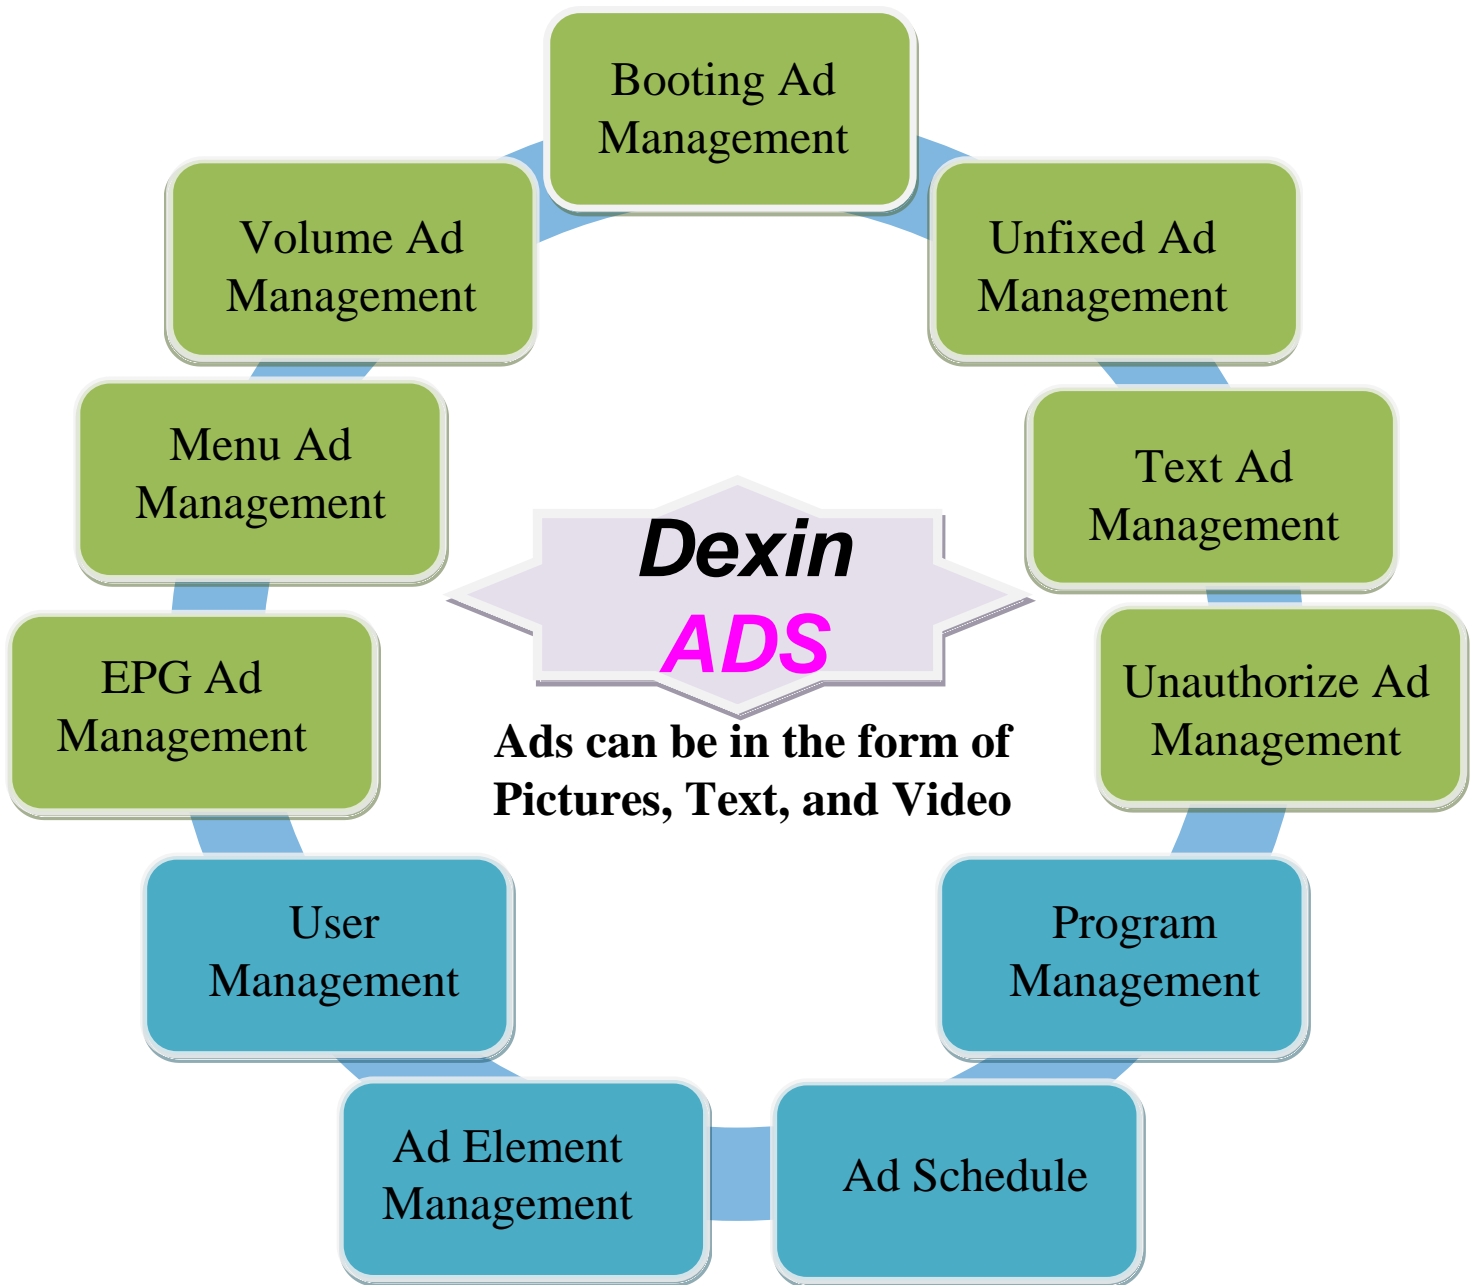 Booting Ad
Management
Volume Ad
Management
Unfixed Ad
Management
Menu Ad
Management
Text Ad
Management
Dexin
ADS
EPG Ad
Management
Unauthorize Ad
Management
Ads can be in the form of
Pictures, Text, and Video
User
Management
Program
Management
Ad Element
Management
Ad Schedule